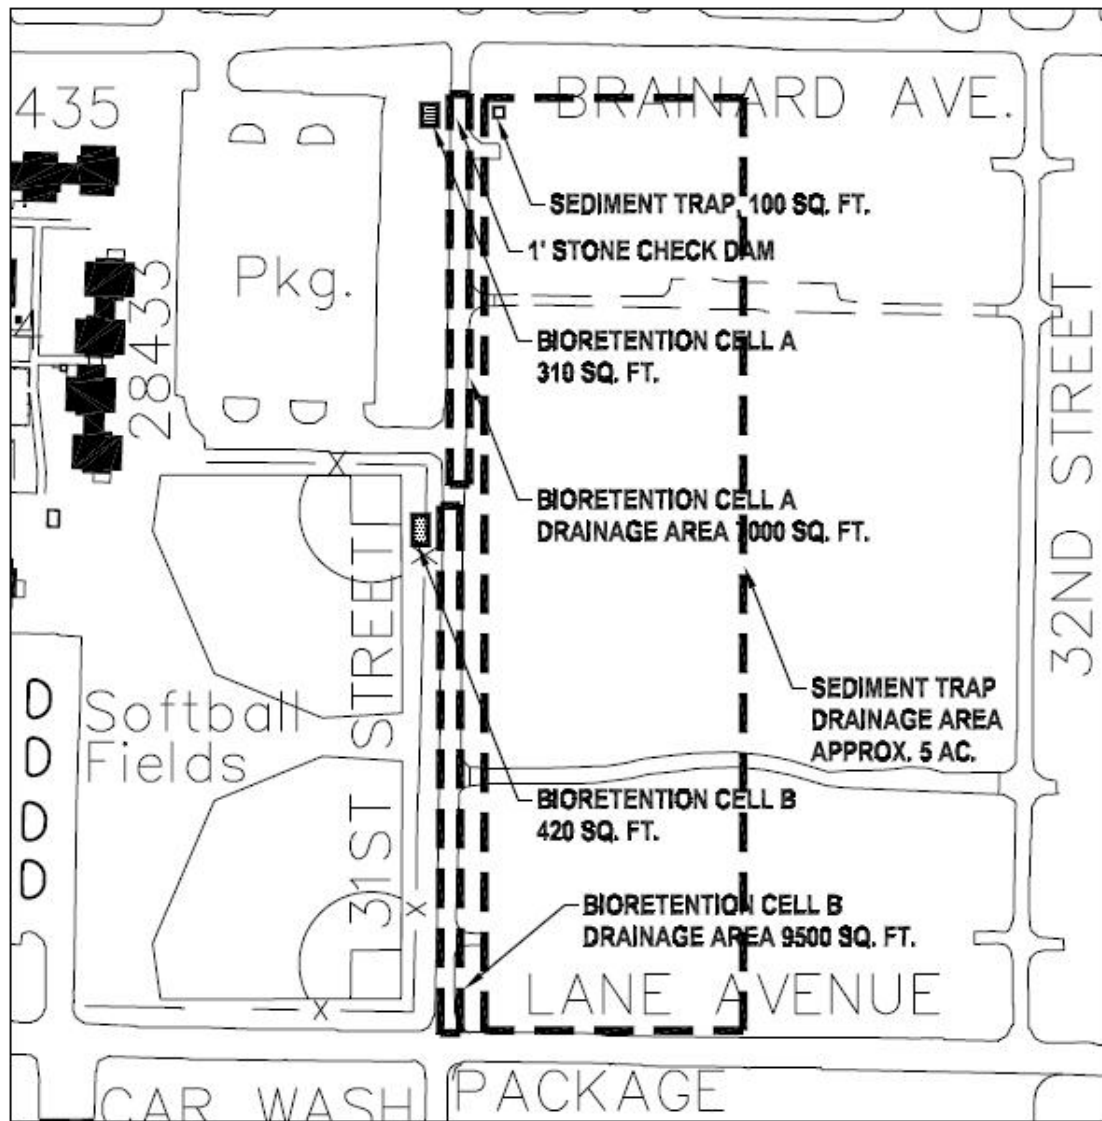 BRAINARD AVE.
435
SEDIMENT TRAP, 100 SQ. FT.
1' STONE CHECK DAM
Pkg.
28433
BIORETENTION CELL A
310 SQ. FT.
32ND STREET
BIORETENTION CELL A
DRAINAGE AREA 7000 SQ. FT.
31ST STREET
SEDIMENT TRAP
DRAINAGE AREA
APPROX. 5 AC.
Softball
Fields
BIORETENTION CELL B
420 SQ. FT.
BIORETENTION CELL B
DRAINAGE AREA 9500 SQ. FT.
LANE AVENUE
CAR WASH
PACKAGE